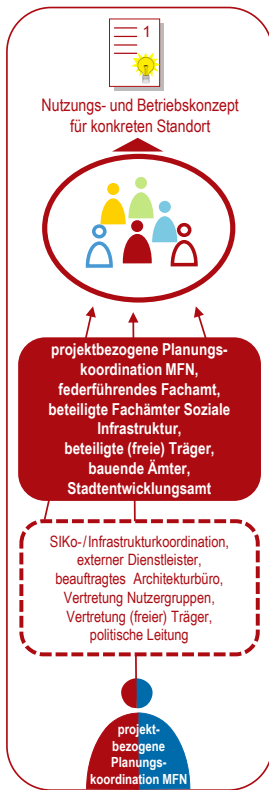 1
Nutzungs- und Betriebskonzept
für konkreten Standort
projektbezogene Planungs-
koordination MFN,
federführendes Fachamt,
beteiligte Fachämter Soziale
Infrastruktur,
beteiligte (freie) Träger,
bauende Ämter,
Stadtentwicklungsamt
SIKo-/Infrastrukturkoordination,
externer Dienstleister,
beauftragtes Architekturbüro,
Vertretung Nutzergruppen,
Vertretung (freier) Träger,
politische Leitung
projekt-
bezogene
Planungs-
koordination MFN